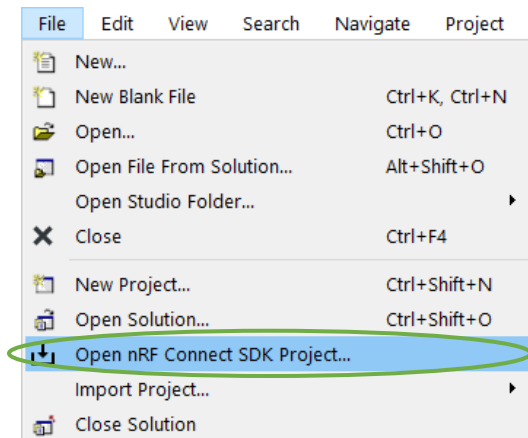 File Edit View Search Navigate Project
New...
New Blank File Ctrl+K, Ctrl+N
Open... Ctrl+O
Open File From Solution... Alt+Shift+O
Open Studio Folder...
Close Ctrl+F4
New Project... Ctrl+Shift+N
Open Solution... Ctrl+Shift+O
Open nRF Connect SDK Project...
Import Project...
Close Solution